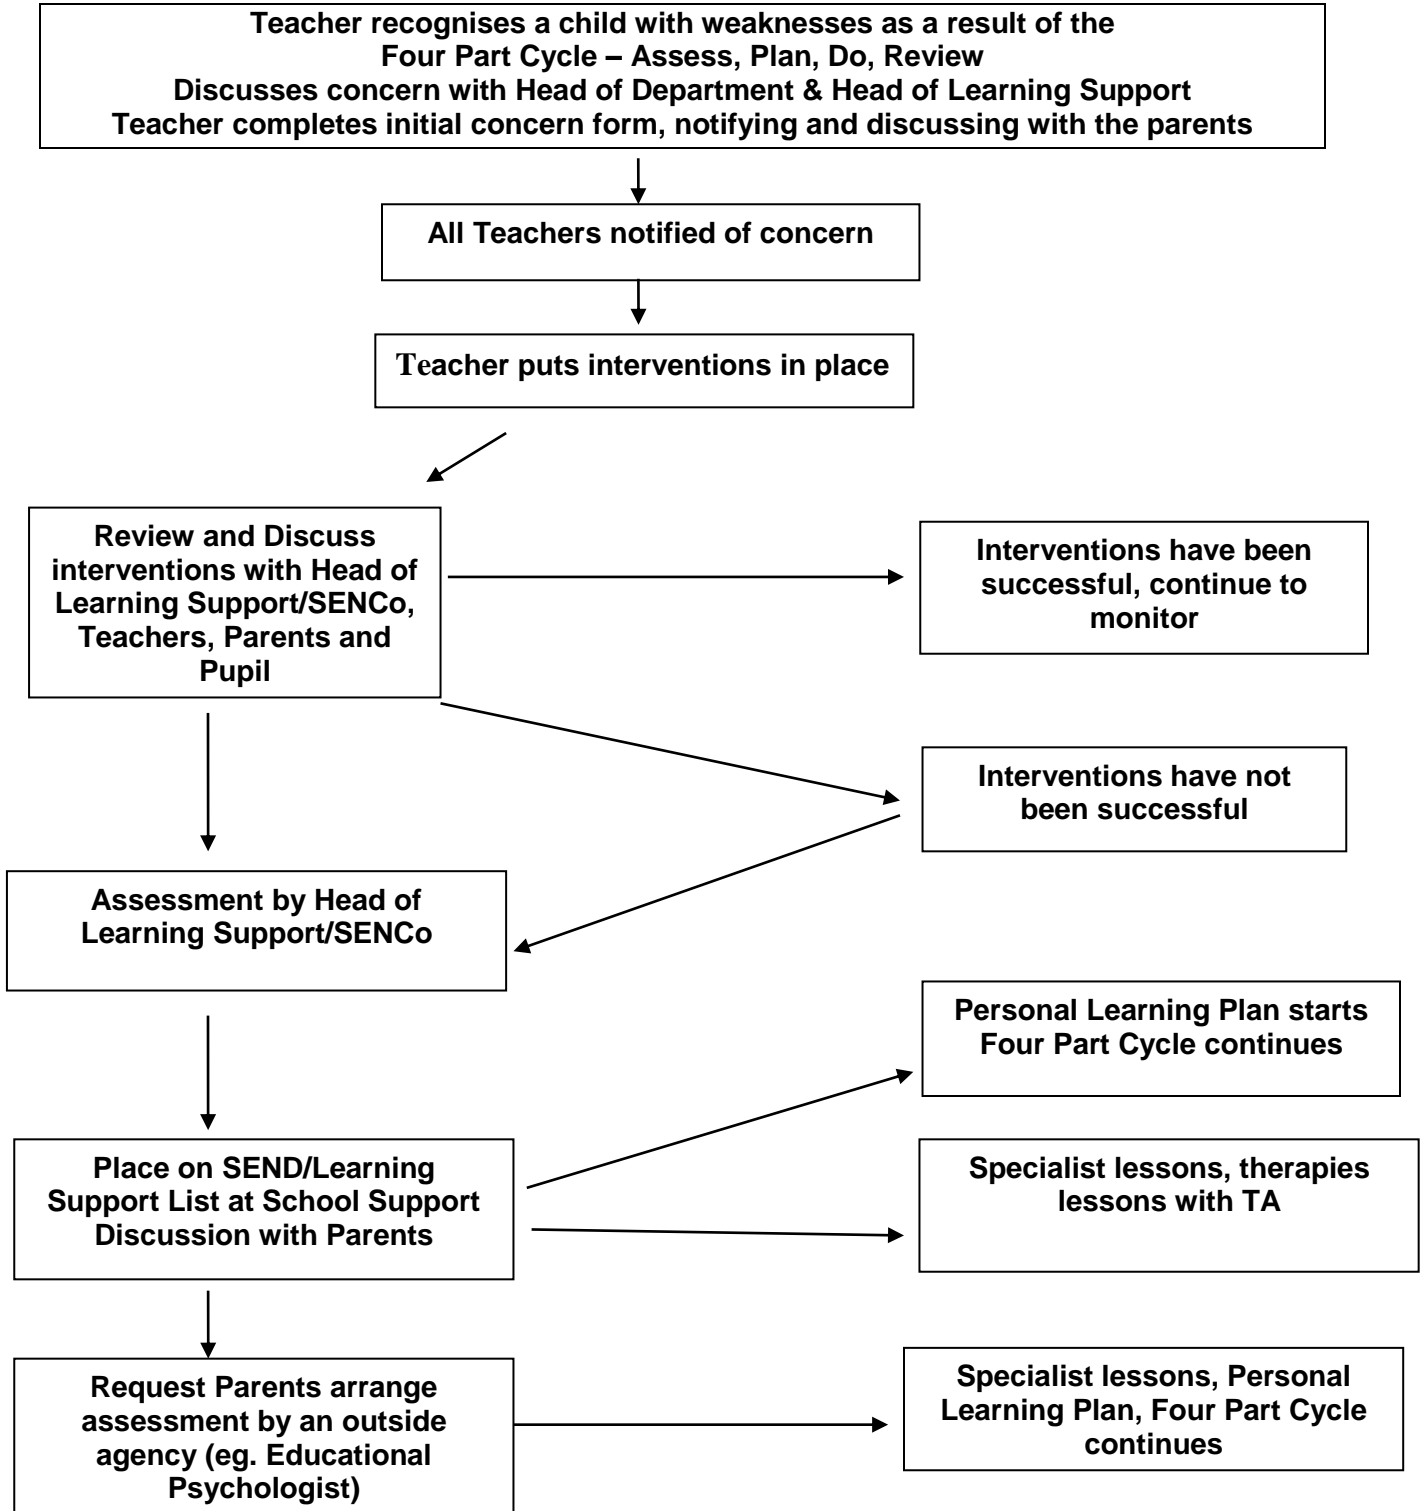 Teacher recognises a child with weaknesses as a result of the
Four Part Cycle – Assess, Plan, Do, Review
Discusses concern with Head of Department & Head of Learning Support
Teacher completes initial concern form, notifying and discussing with the parents
All Teachers notified of concern
Teacher puts interventions in place
Review and Discuss
interventions with Head of
Learning Support/SENCo,
Teachers, Parents and
Pupil
Interventions have been
successful, continue to
monitor
Interventions have not
been successful
Assessment by Head of
Learning Support/SENCo
Personal Learning Plan starts
Four Part Cycle continues
Place on SEND/Learning
Support List at School Support
Discussion with Parents
Specialist lessons, therapies
lessons with TA
Request Parents arrange
assessment by an outside
agency (eg. Educational
Psychologist)
Specialist lessons, Personal
Learning Plan, Four Part Cycle
continues